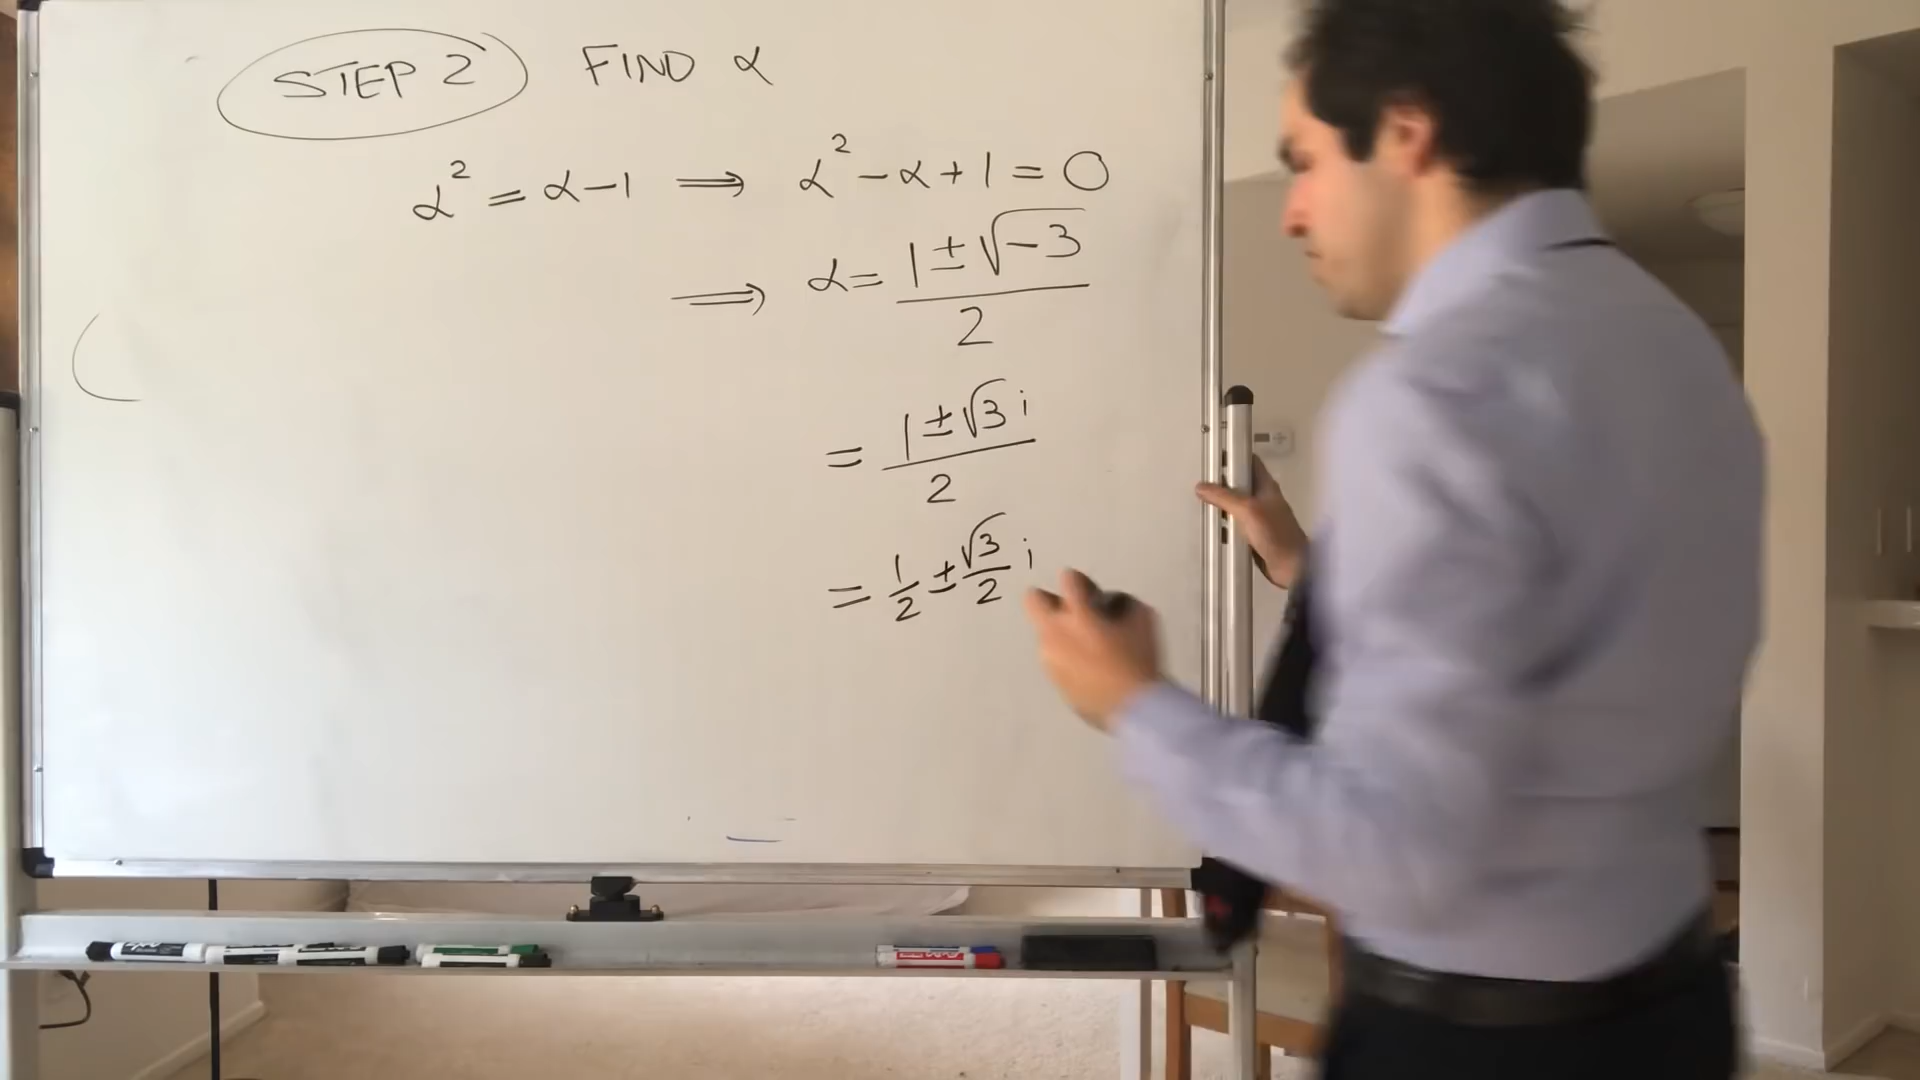 STEP 2 FIND α
α² = α-1 ⟹ α² - α + 1 = 0
⟹ α = (1 ± √-3)/2
= (1 ± √3 i)/2
= 1/2 ± √3/2 i